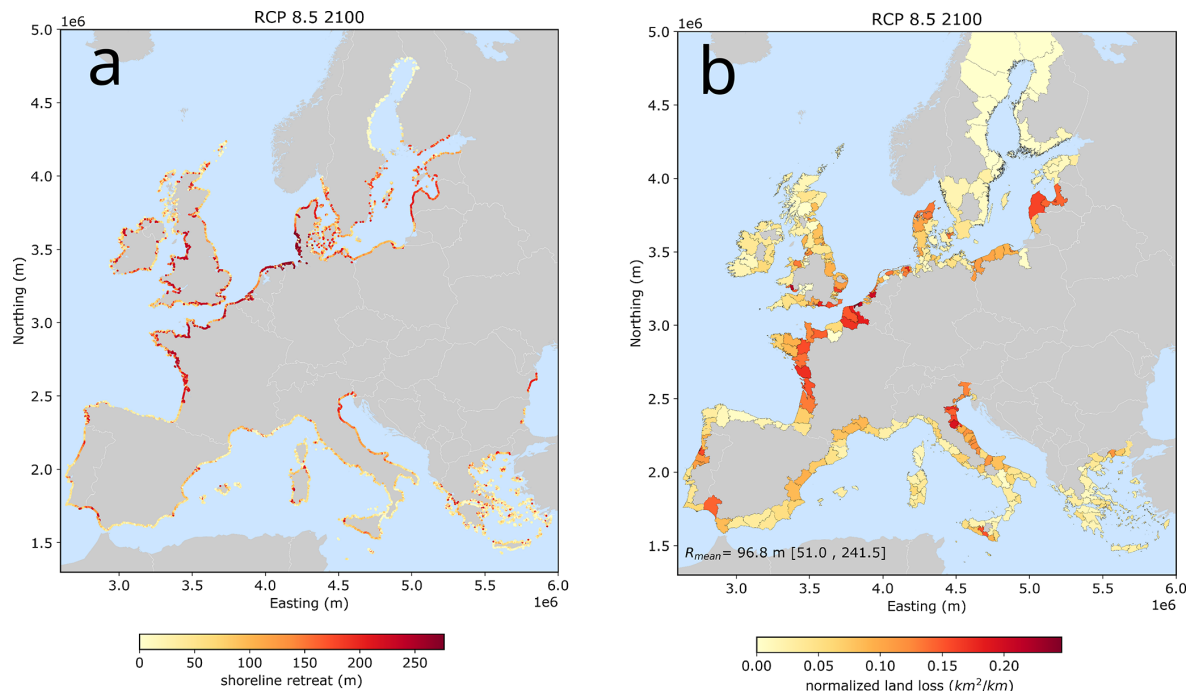 RCP 8.5 2100
1e6
a
5.0
4.5
4.0
3.5
3.0
2.5
2.0
1.5
Northing (m)
3.0 3.5 4.0 4.5 5.0 5.5 6.0
Easting (m)
1e6
0 50 100 150 200 250
shoreline retreat (m)
RCP 8.5 2100
1e6
b
5.0
4.5
4.0
3.5
3.0
2.5
2.0
1.5
Northing (m)
R_mean= 96.8 m [51.0 , 241.5]
3.0 3.5 4.0 4.5 5.0 5.5 6.0
Easting (m)
1e6
0.00 0.05 0.10 0.15 0.20
normalized land loss (km²/km)